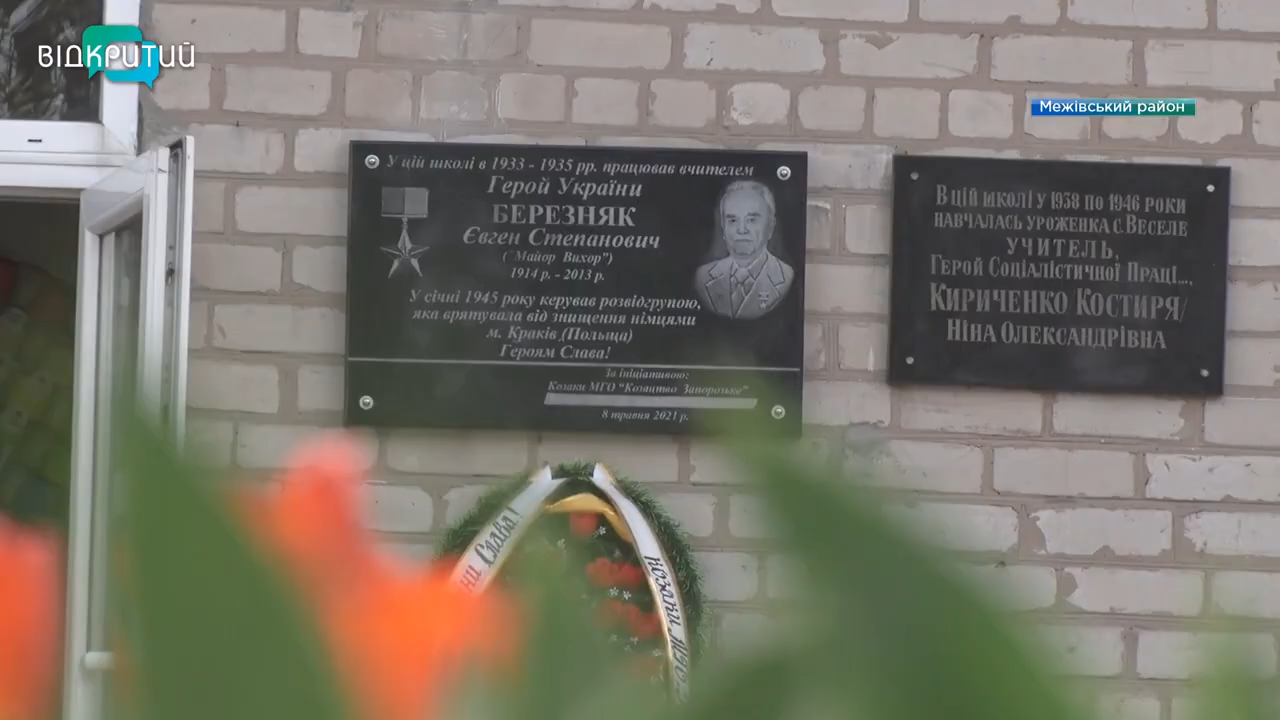 ВІДКРИТИЙ
Межівський район
У цій школі в 1933 - 1935 рр. працював вчителем
Герой України
БЕРЕЗНЯК
Євген Степанович
("Майор Вихор")
1914 р. - 2013 р.
У січні 1945 року керував розвідгрупою,
яка врятувала від знищення німцями
м. Краків (Польща)
Героям Слава!
За ініціативою:
Козаки МГО "Козацтво Запорозьке"
8 травня 2021 р.
В цій школі у 1938 по 1946 роки
навчалась уроженка с. Веселе
учитель,
Герой Соціалістичної Праці...,
Кириченко Костиря/
Ніна Олександрівна
Слава!
козаки